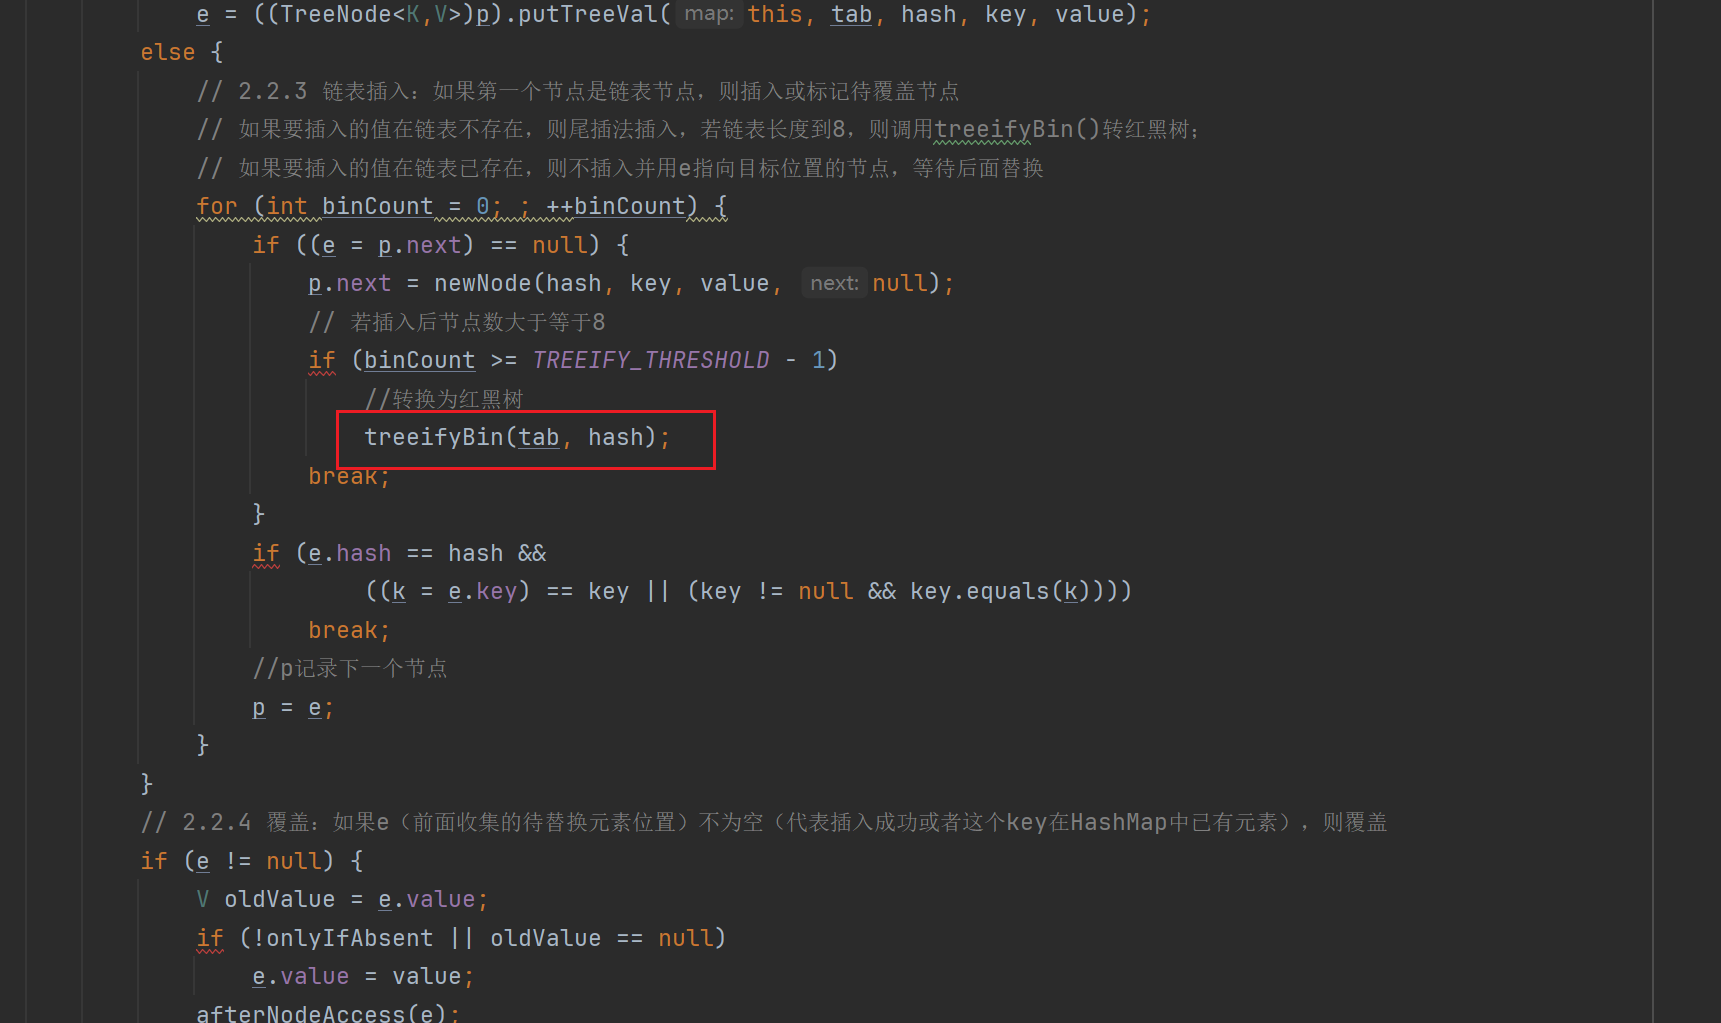 e = ((TreeNode<K,V>)p).putTreeVal( map: this, tab, hash, key, value);
else {
// 2.2.3 链表插入：如果第一个节点是链表节点，则插入或标记待覆盖节点
// 如果要插入的值在链表不存在，则尾插法插入，若链表长度到8，则调用treeifyBin()转红黑树；
// 如果要插入的值在链表已存在，则不插入并用e指向目标位置的节点，等待后面替换
for (int binCount = 0; ; ++binCount) {
if ((e = p.next) == null) {
p.next = newNode(hash, key, value, next: null);
// 若插入后节点数大于等于8
if (binCount >= TREEIFY_THRESHOLD - 1)
//转换为红黑树
treeifyBin(tab, hash);
break;
}
if (e.hash == hash &&
((k = e.key) == key || (key != null && key.equals(k))))
break;
//p记录下一个节点
p = e;
}
}
// 2.2.4 覆盖：如果e（前面收集的待替换元素位置）不为空（代表插入成功或者这个key在HashMap中已有元素），则覆盖
if (e != null) {
V oldValue = e.value;
if (!onlyIfAbsent || oldValue == null)
e.value = value;
afterNodeAccess(e);